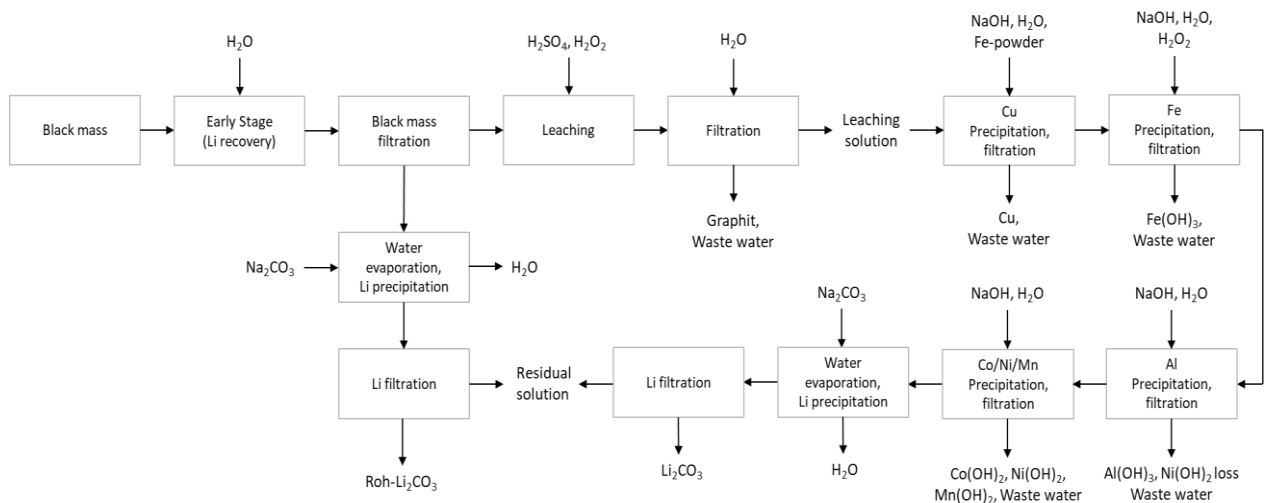 H₂O
H₂SO₄, H₂O₂
H₂O
NaOH, H₂O,
Fe-powder
NaOH, H₂O,
H₂O₂
Black mass
Early Stage
(Li recovery)
Black mass
filtration
Leaching
Filtration
Leaching
solution
Cu
Precipitation,
filtration
Fe
Precipitation,
filtration
Graphit,
Waste water
Cu,
Waste water
Fe(OH)₃,
Waste water
Na₂CO₃
Water
evaporation,
Li precipitation
H₂O
Na₂CO₃
NaOH, H₂O
NaOH, H₂O
Li filtration
Residual
solution
Li filtration
Water
evaporation,
Li precipitation
Co/Ni/Mn
Precipitation,
filtration
Al
Precipitation,
filtration
Roh-Li₂CO₃
Li₂CO₃
H₂O
Co(OH)₂, Ni(OH)₂,
Mn(OH)₂, Waste water
Al(OH)₃, Ni(OH)₂ loss
Waste water